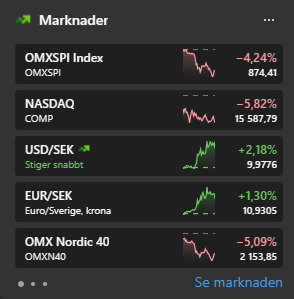 Marknader
OMXSPI Index
−4,24%
OMXSPI
874,41
NASDAQ
−5,82%
COMP
15 587,79
USD/SEK
+2,18%
Stiger snabbt
9,9776
EUR/SEK
+1,30%
Euro/Sverige, krona
10,9305
OMX Nordic 40
−5,09%
OMXN40
2 153,85
Se marknaden